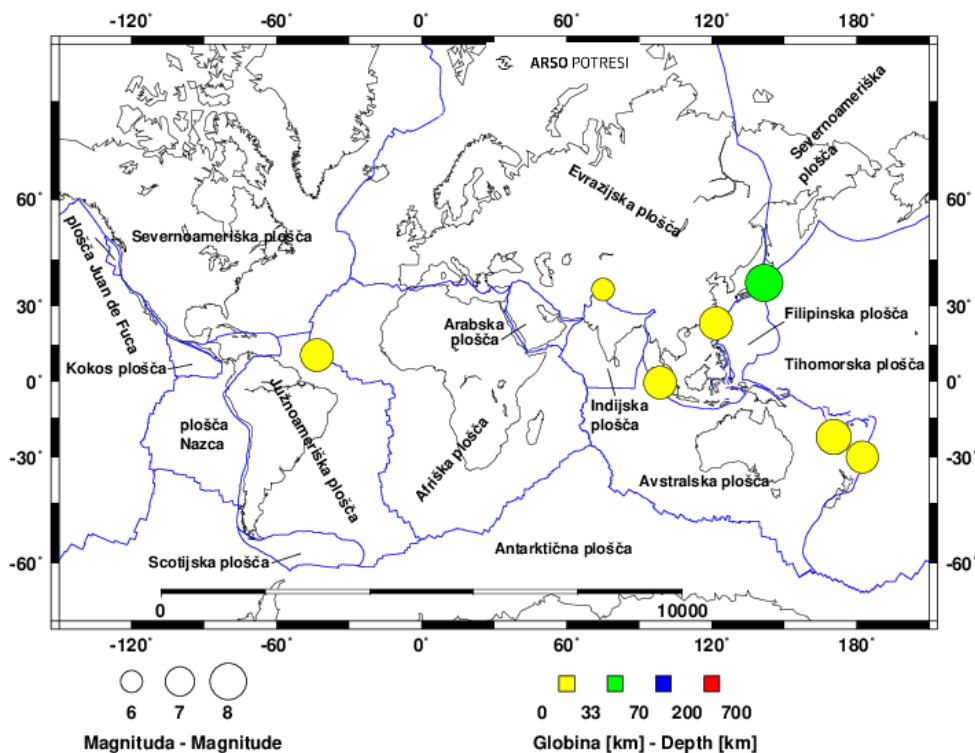 -120° -60° 0° 60° 120° 180°
ARSO POTRESI
Severnoameriška
plošča
Evrazijska plošča
60° 60°
Severnoameriška plošča
plošča Juan de Fuca
30° 30°
Arabska
plošča
Filipinska plošča
Kokos plošča
Tihomorska plošča
0° 0°
Južnoameriška plošča
Indijska
plošča
plošča
Nazca
Afriška plošča
-30° -30°
Avstralska plošča
Antarktična plošča
Scotijska plošča
-60° -60°
0 10000
-120° -60° 0° 60° 120° 180°
6 7 8
0 33 70 200 700
Magnituda - Magnitude
Globina [km] - Depth [km]